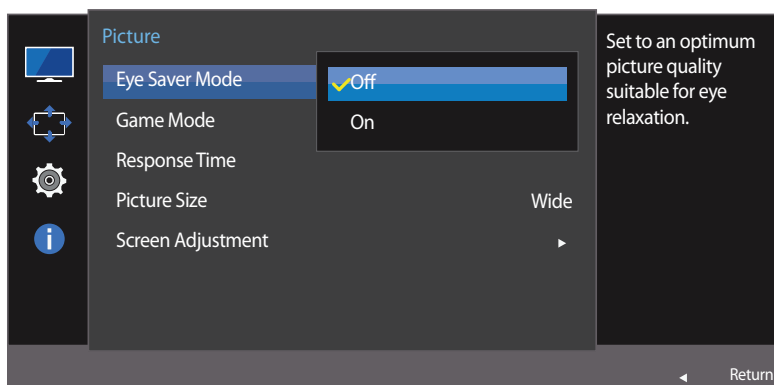 Picture
Eye Saver Mode
Off
Game Mode
On
Response Time
Picture Size Wide
Screen Adjustment
Set to an optimum
picture quality
suitable for eye
relaxation.
Return